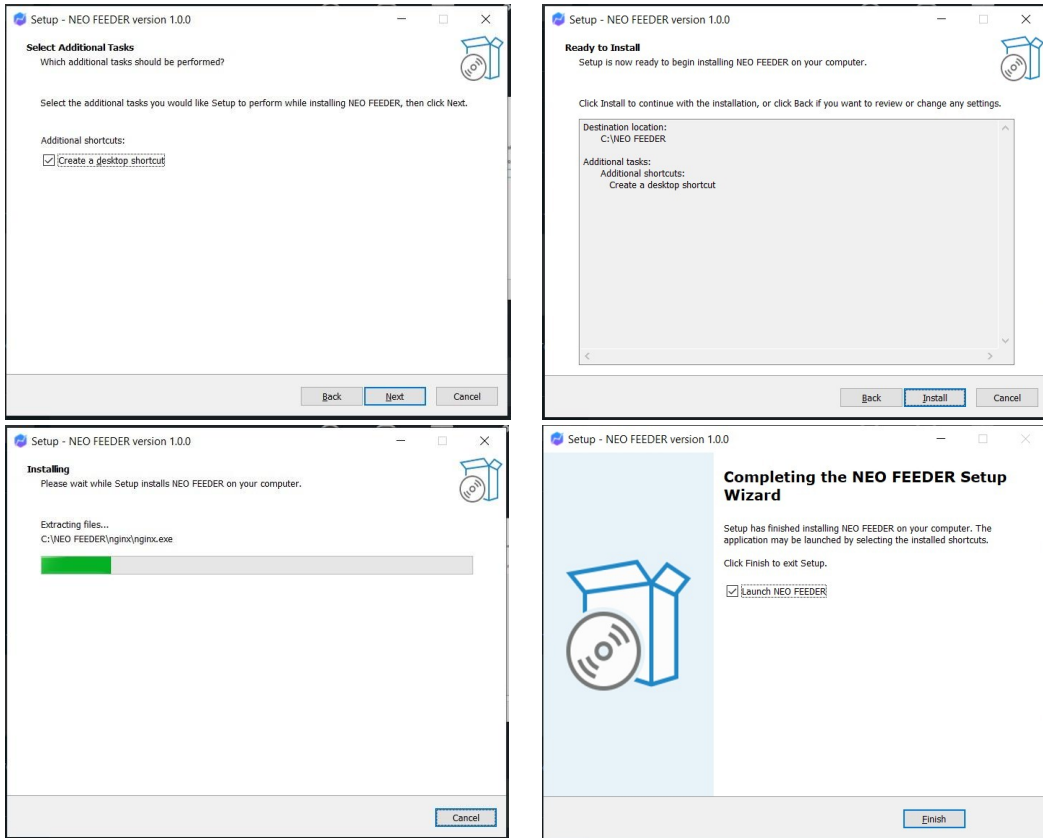 Setup - NEO FEEDER version 1.0.0
Select Additional Tasks
Which additional tasks should be performed?
Select the additional tasks you would like Setup to perform while installing NEO FEEDER, then click Next.
Additional shortcuts:
Create a desktop shortcut
Back
Next
Cancel
Setup - NEO FEEDER version 1.0.0
Ready to Install
Setup is now ready to begin installing NEO FEEDER on your computer.
Click Install to continue with the installation, or click Back if you want to review or change any settings.
Destination location:
C:\NEO FEEDER
Additional tasks:
Additional shortcuts:
Create a desktop shortcut
Back
Install
Cancel
Setup - NEO FEEDER version 1.0.0
Installing
Please wait while Setup installs NEO FEEDER on your computer.
Extracting files...
C:\NEO FEEDER\nginx\nginx.exe
Cancel
Setup - NEO FEEDER version 1.0.0
Completing the NEO FEEDER Setup
Wizard
Setup has finished installing NEO FEEDER on your computer. The
application may be launched by selecting the installed shortcuts.
Click Finish to exit Setup.
Launch NEO FEEDER
Finish